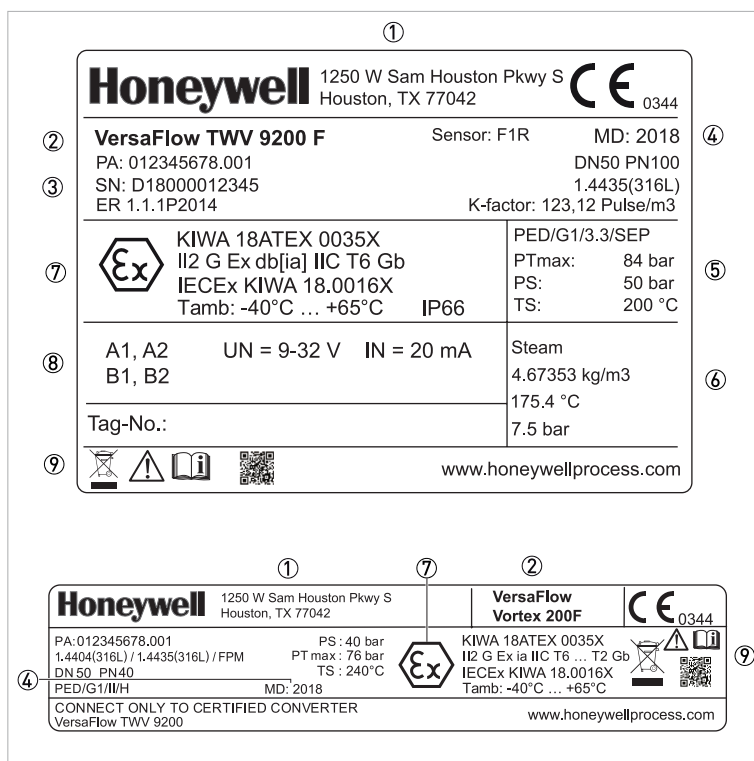 ①
Honeywell 1250 W Sam Houston Pkwy S CE 0344
Houston, TX 77042
② VersaFlow TWV 9200 F Sensor: F1R MD: 2018 ④
PA: 012345678.001 DN50 PN100
③ SN: D18000012345 1.4435(316L)
ER 1.1.1P2014 K-factor: 123,12 Pulse/m3
⑦ Ex
KIWA 18ATEX 0035X
II2 G Ex db[ia] IIC T6 Gb
IECEx KIWA 18.0016X
Tamb: -40°C ... +65°C IP66
PED/G1/3.3/SEP
PTmax: 84 bar ⑤
PS: 50 bar
TS: 200 °C
⑧ A1, A2 UN = 9-32 V IN = 20 mA
B1, B2
Steam
4.67353 kg/m3 ⑥
175.4 °C
7.5 bar
Tag-No.:
⑨ i www.honeywellprocess.com
① ⑦ ②
Honeywell 1250 W Sam Houston Pkwy S
Houston, TX 77042
VersaFlow
Vortex 200F
CE 0344
PA:012345678.001 PS : 40 bar
1.4404(316L) / 1.4435(316L) / FPM PT max : 76 bar
DN 50 PN40 TS : 240°C
④ PED/G1/II/H MD: 2018
Ex
KIWA 18ATEX 0035X
II2 G Ex ia IIC T6 ... T2 Gb
IECEx KIWA 18.0016X
Tamb: -40°C ... +65°C
i ⑨
CONNECT ONLY TO CERTIFIED CONVERTER
VersaFlow TWV 9200 www.honeywellprocess.com